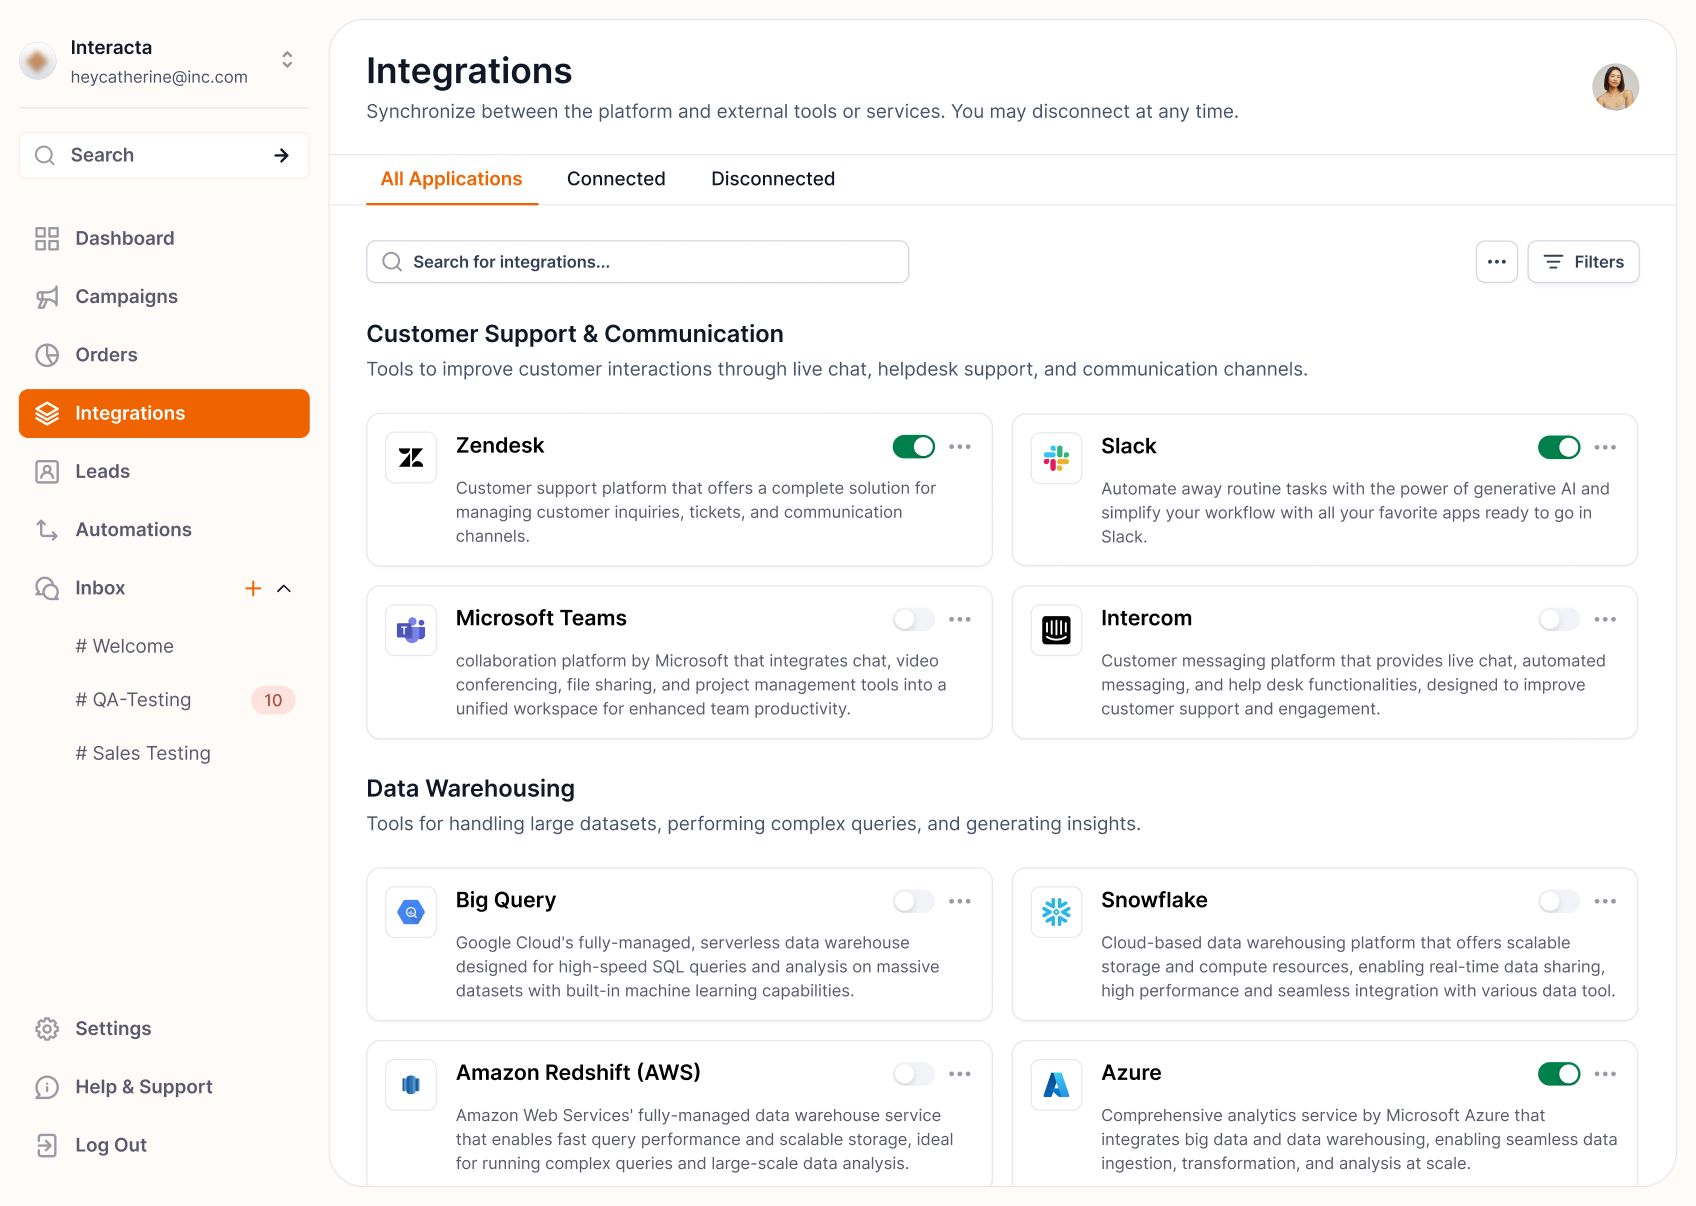 Interacta
heycatherine@inc.com
Search
Dashboard
Campaigns
Orders
Integrations
Leads
Automations
Inbox
# Welcome
# QA-Testing
10
# Sales Testing
Settings
Help & Support
Log Out
Integrations
Synchronize between the platform and external tools or services. You may disconnect at any time.
All Applications
Connected
Disconnected
Search for integrations...
Filters
Customer Support & Communication
Tools to improve customer interactions through live chat, helpdesk support, and communication channels.
Zendesk
Customer support platform that offers a complete solution for
managing customer inquiries, tickets, and communication
channels.
Slack
Automate away routine tasks with the power of generative AI and
simplify your workflow with all your favorite apps ready to go in
Slack.
Microsoft Teams
collaboration platform by Microsoft that integrates chat, video
conferencing, file sharing, and project management tools into a
unified workspace for enhanced team productivity.
Intercom
Customer messaging platform that provides live chat, automated
messaging, and help desk functionalities, designed to improve
customer support and engagement.
Data Warehousing
Tools for handling large datasets, performing complex queries, and generating insights.
Big Query
Google Cloud's fully-managed, serverless data warehouse
designed for high-speed SQL queries and analysis on massive
datasets with built-in machine learning capabilities.
Snowflake
Cloud-based data warehousing platform that offers scalable
storage and compute resources, enabling real-time data sharing,
high performance and seamless integration with various data tool.
Amazon Redshift (AWS)
Amazon Web Services' fully-managed data warehouse service
that enables fast query performance and scalable storage, ideal
for running complex queries and large-scale data analysis.
Azure
Comprehensive analytics service by Microsoft Azure that
integrates big data and data warehousing, enabling seamless data
ingestion, transformation, and analysis at scale.